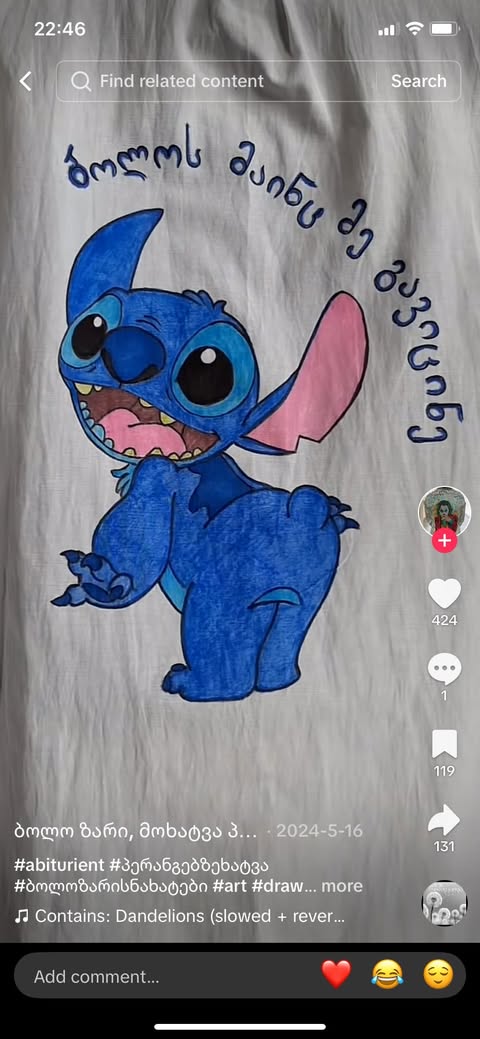 22:46
Find related content
Search
ბოლოს მაინც მე გავიცინე
424
1
119
131
ბოლო ზარი, მოხატვა პ... · 2024-5-16
#abiturient #პერანგებზეხატვა
#ბოლოზარისნახატები #art #draw... more
Contains: Dandelions (slowed + rever...
Add comment...